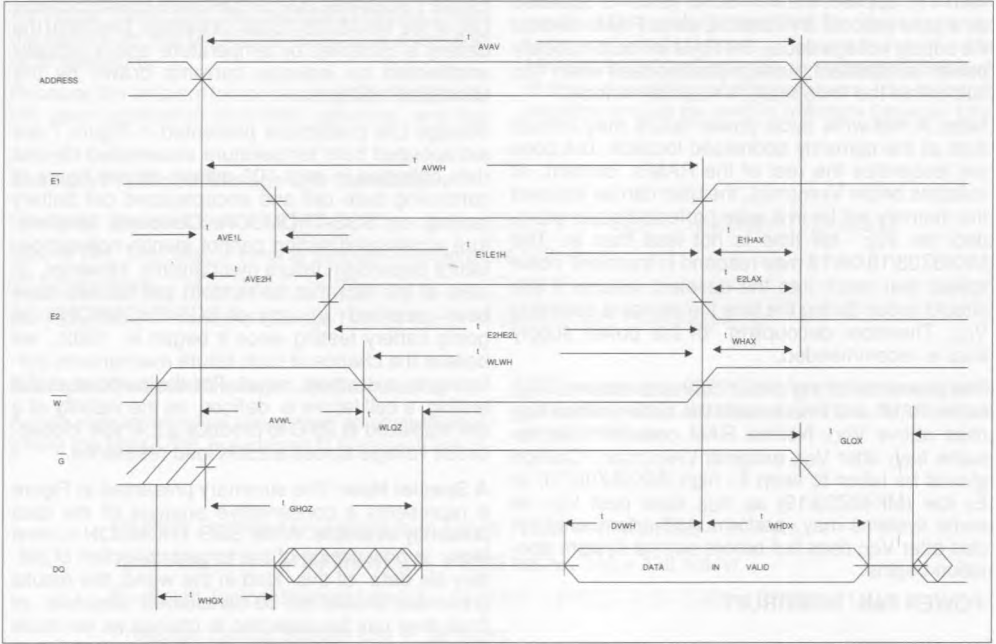 t AVAV
ADDRESS
t AVWH
E1
t AVE1L
t E1LE1H
t E1HAX
t AVE2H
t E2LAX
E2
t E2HE2L
t WHAX
t WLWH
W
t AVWL
t WLQZ
t GLQX
G
t GHQZ
t DVWH
t WHDX
DQ
DATA IN VALID
t WHQX